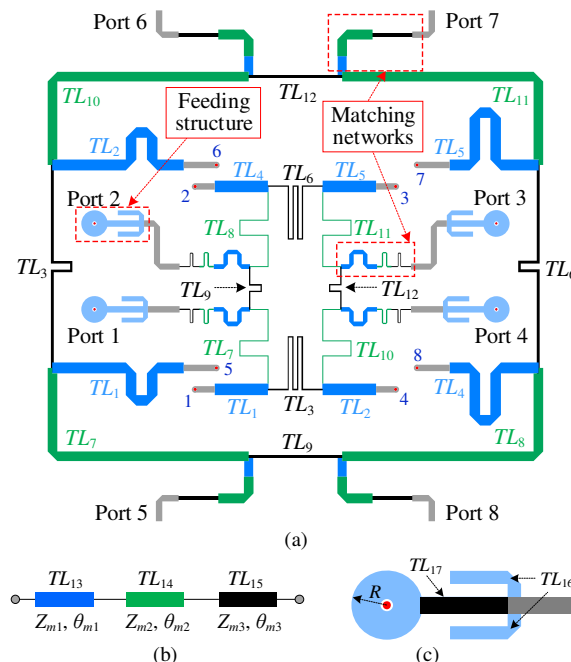 Port 6
Port 7
TL10
TL12
TL11
Feeding structure
Matching networks
TL2
6
TL4
TL6
TL5
7
TL5
2
3
Port 2
TL8
TL11
Port 3
TL3
TL9
TL12
Port 1
Port 4
TL7
TL10
5
8
TL1
1
TL1
TL3
TL2
4
TL4
TL7
TL9
TL8
Port 5
Port 8
(a)
TL13
TL14
TL15
Zm1, θm1
Zm2, θm2
Zm3, θm3
(b)
TL17
R
TL16
(c)